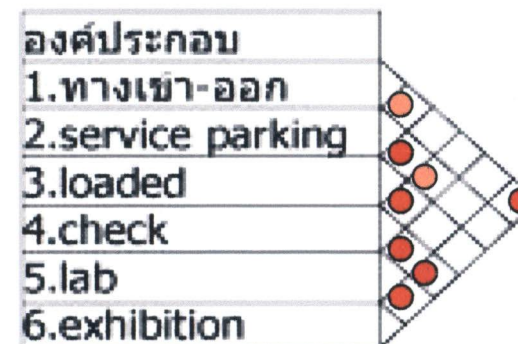 องค์ประกอบ
1.ทางเข้า-ออก
2.service parking
3.loaded
4.check
5.lab
6.exhibition